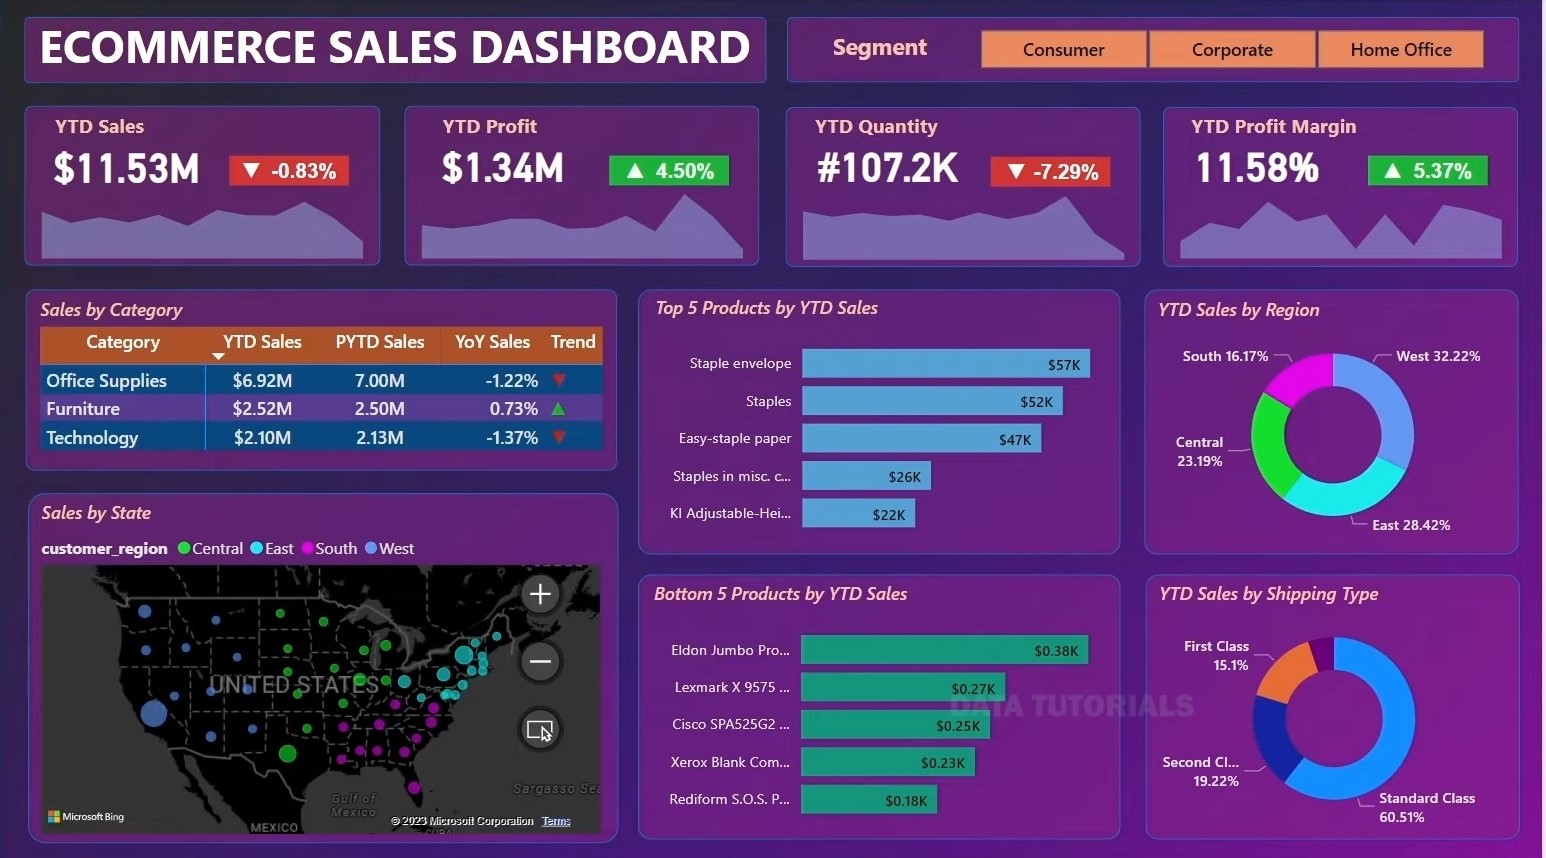 ECOMMERCE SALES DASHBOARD
Segment
Consumer
Corporate
Home Office
YTD Sales
$11.53M
▼ -0.83%
YTD Profit
$1.34M
▲ 4.50%
YTD Quantity
#107.2K
▼ -7.29%
YTD Profit Margin
11.58%
▲ 5.37%
Sales by Category
Category YTD Sales PYTD Sales YoY Sales Trend
Office Supplies $6.92M 7.00M -1.22%
Furniture $2.52M 2.50M 0.73%
Technology $2.10M 2.13M -1.37%
Top 5 Products by YTD Sales
Staple envelope $57K
Staples $52K
Easy-staple paper $47K
Staples in misc. c... $26K
KI Adjustable-Hei... $22K
YTD Sales by Region
South 16.17%
West 32.22%
Central
23.19%
East 28.42%
Sales by State
customer_region Central East South West
UNITED STATES
Gulf of
Mexico
Sargasso Sea
MEXICO
CUBA
Microsoft Bing
© 2023 Microsoft Corporation Terms
Bottom 5 Products by YTD Sales
Eldon Jumbo Pro... $0.38K
Lexmark X 9575 ... $0.27K
Cisco SPA525G2 ... $0.25K
Xerox Blank Com... $0.23K
Rediform S.O.S. P... $0.18K
DATA TUTORIALS
YTD Sales by Shipping Type
First Class
15.1%
Second Cl...
19.22%
Standard Class
60.51%